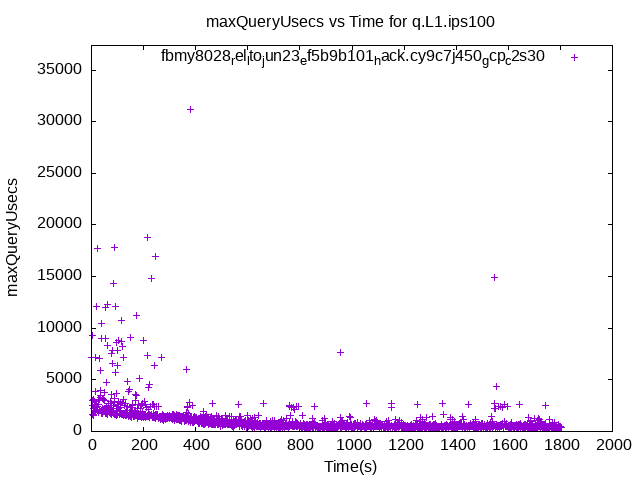 maxQueryUsecs vs Time for q.L1.ips100
fbmy8028relltojun23ef5b9b101hack.cy9c7j450gcpc2s30
35000
30000
25000
20000
15000
10000
5000
0
maxQueryUsecs
0 200 400 600 800 1000 1200 1400 1600 1800 2000
Time(s)